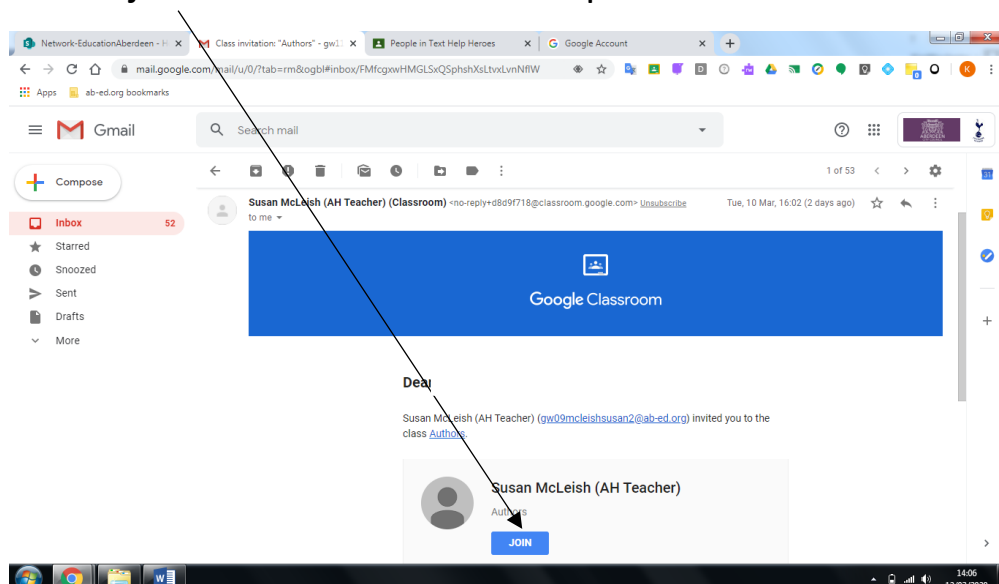 Network-EducationAberdeen - H
Class invitation: "Authors" - gw1
People in Text Help Heroes
Google Account
mail.google.com/mail/u/0/?tab=rm&ogbl#inbox/FMfcgxwHMGLSxQSphshXsLtvxLvnNflW
Apps
ab-ed.org bookmarks
Gmail
Search mail
Compose
1 of 53
Inbox 52
Starred
Snoozed
Sent
Drafts
More
Susan McLeish (AH Teacher) (Classroom) <no-reply+d8d9f718@classroom.google.com> Unsubscribe
Tue, 10 Mar, 16:02 (2 days ago)
to me
Google Classroom
Dear
Susan McLeish (AH Teacher) (gw09mcleishsusan2@ab-ed.org) invited you to the
class Authors.
Susan McLeish (AH Teacher)
Authors
JOIN
14:06